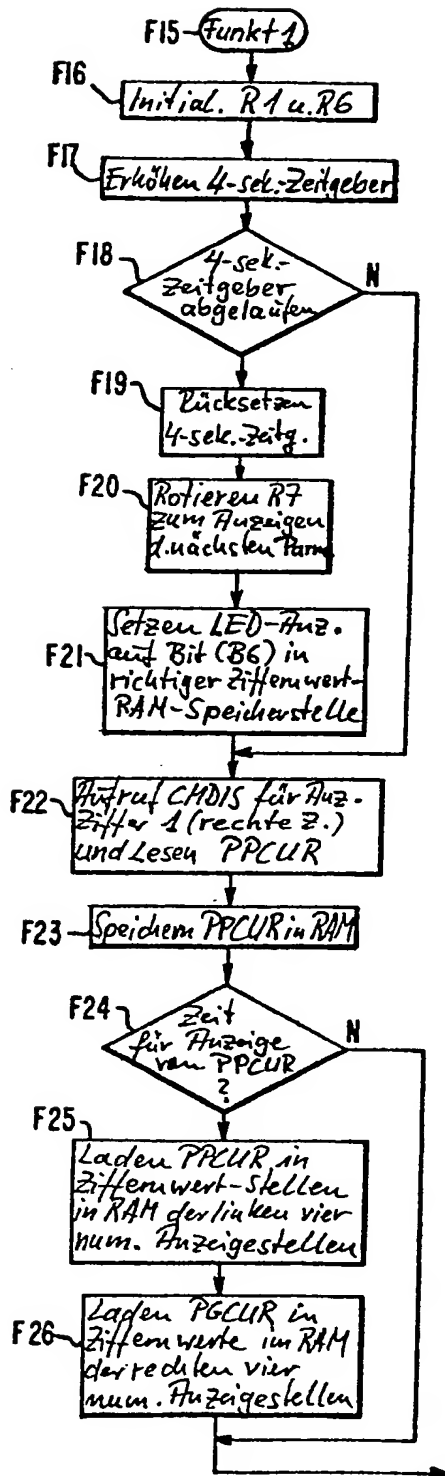 F15
Funkt 1
F16
Initial. R1 u. R6
F17
Erhöhen 4-sek.-Zeitgeber
F18
4-sek.-
Zeitgeber
abgelaufen
N
F19
Rücksetzen
4-sek.-Zeitg.
F20
Rotieren R7
zum Anzeigen
d. nächsten Param
F21
Setzen LED-Anz.
auf Bit (B6) in
richtiger Ziffernwert-
RAM-Speicherstelle
F22
Aufruf CMDIS für Anz.-
Ziffer 1 (rechte Z.)
und Lesen PPCUR
F23
Speichern PPCUR in RAM
F24
Zeit
für Anzeige
von PPCUR
?
N
F25
Laden PPCUR in
Ziffernwert-Stellen
in RAM der linken vier
num. Anzeigestellen
F26
Laden PGCUR in
Ziffernwerte im RAM
der rechten vier
num. Anzeigestellen